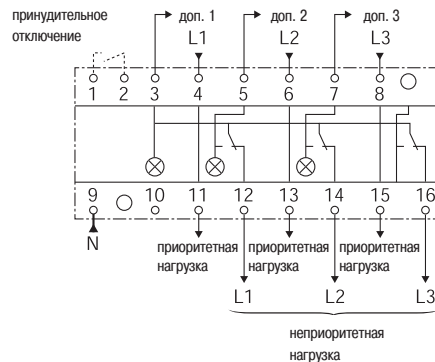 принудительное
отключение
доп. 1 доп. 2 доп. 3
L1 L2 L3
1 2 3 4 5 6 7 8
9 10 11 12 13 14 15 16
N
приоритетная нагрузка
приоритетная нагрузка
приоритетная нагрузка
L1 L2 L3
неприоритетная
нагрузка